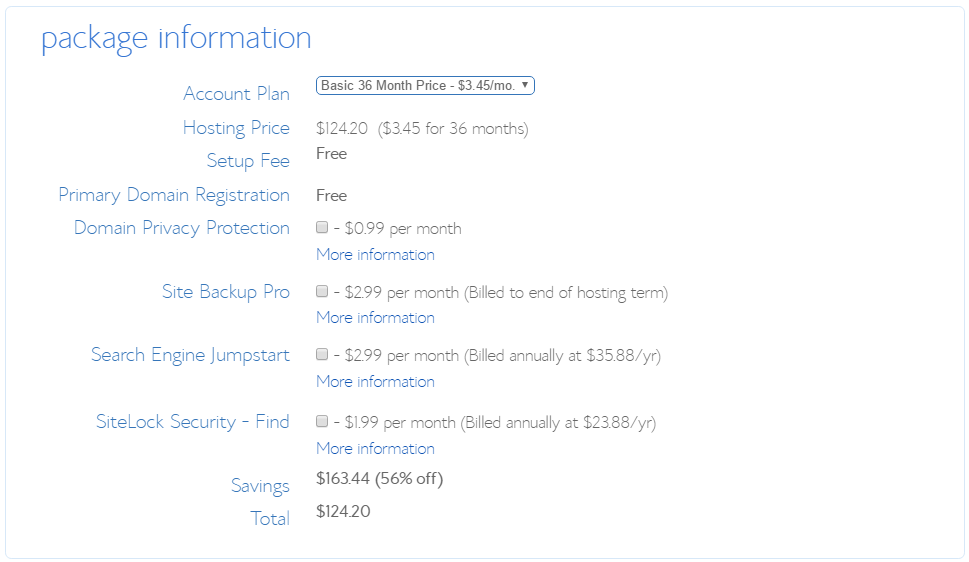 package information
Account Plan Basic 36 Month Price - $3.45/mo.
Hosting Price $124.20 ($3.45 for 36 months)
Setup Fee Free
Primary Domain Registration Free
Domain Privacy Protection - $0.99 per month
More information
Site Backup Pro - $2.99 per month (Billed to end of hosting term)
More information
Search Engine Jumpstart - $2.99 per month (Billed annually at $35.88/yr)
More information
SiteLock Security - Find - $1.99 per month (Billed annually at $23.88/yr)
More information
Savings $163.44 (56% off)
Total $124.20